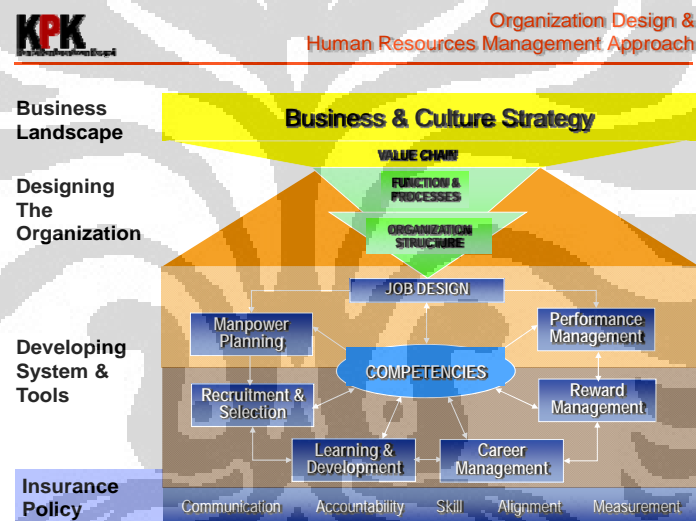 KPK
Organization Design &
Human Resources Management Approach
Business
Landscape
Business & Culture Strategy
VALUE CHAIN
Designing
The
Organization
FUNCTION &
PROCESSES
ORGANIZATION
STRUCTURE
Developing
System &
Tools
JOB DESIGN
Manpower
Planning
Performance
Management
COMPETENCIES
Recruitment &
Selection
Reward
Management
Learning &
Development
Career
Management
Insurance
Policy
Communication Accountability Skill Alignment Measurement